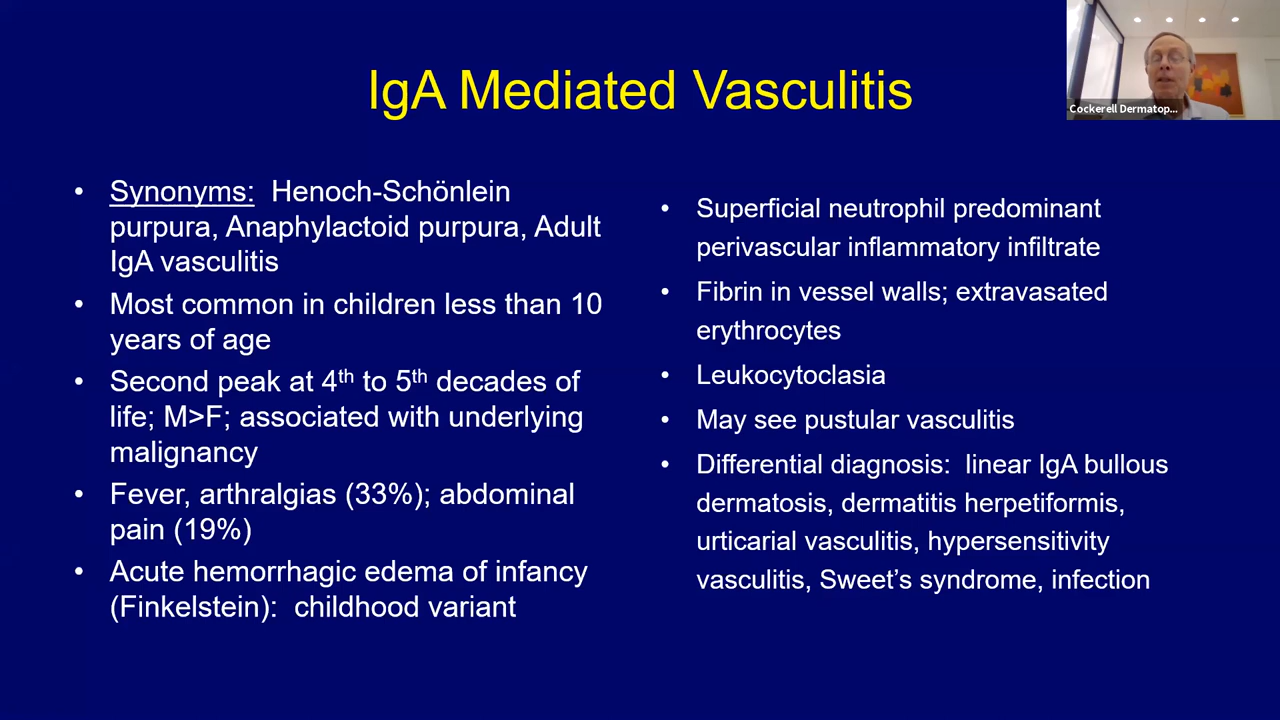 IgA Mediated Vasculitis
Cockerell Dermatop...
• Synonyms: Henoch-Schönlein
purpura, Anaphylactoid purpura, Adult
IgA vasculitis
• Most common in children less than 10
years of age
• Second peak at 4th to 5th decades of
life; M>F; associated with underlying
malignancy
• Fever, arthralgias (33%); abdominal
pain (19%)
• Acute hemorrhagic edema of infancy
(Finkelstein): childhood variant
• Superficial neutrophil predominant
perivascular inflammatory infiltrate
• Fibrin in vessel walls; extravasated
erythrocytes
• Leukocytoclasia
• May see pustular vasculitis
• Differential diagnosis: linear IgA bullous
dermatosis, dermatitis herpetiformis,
urticarial vasculitis, hypersensitivity
vasculitis, Sweet's syndrome, infection